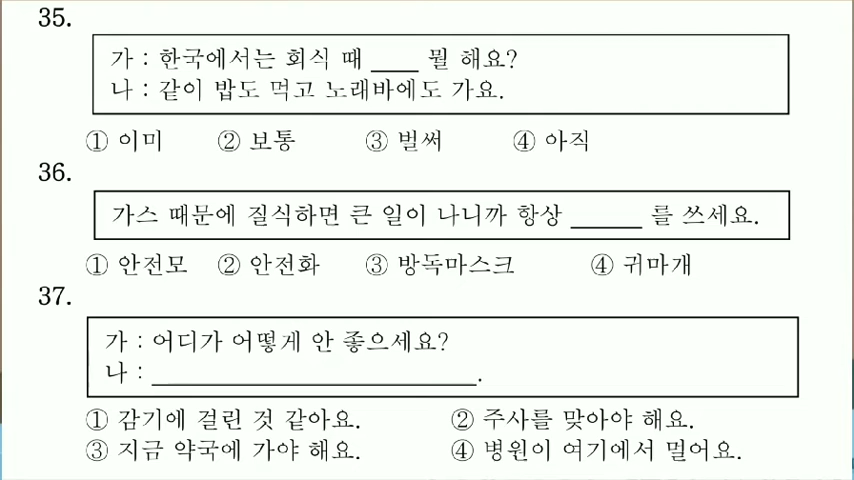 35.
가 : 한국에서는 회식 때 ____ 뭘 해요?
나 : 같이 밥도 먹고 노래바에도 가요.
① 이미 ② 보통 ③ 벌써 ④ 아직
36.
가스 때문에 질식하면 큰 일이 나니까 항상 ______ 를 쓰세요.
① 안전모 ② 안전화 ③ 방독마스크 ④ 귀마개
37.
가 : 어디가 어떻게 안 좋으세요?
나 : ___________________________.
① 감기에 걸린 것 같아요. ② 주사를 맞아야 해요.
③ 지금 약국에 가야 해요. ④ 병원이 여기에서 멀어요.